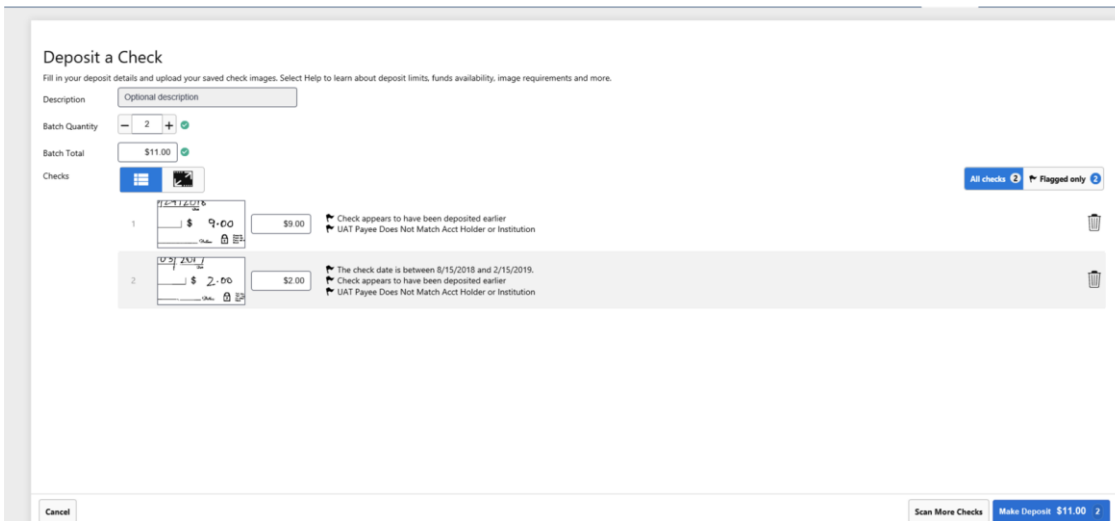 Deposit a Check
Fill in your deposit details and upload your saved check images. Select Help to learn about deposit limits, funds availability, image requirements and more.
Description
Optional description
Batch Quantity
− 2 +
Batch Total
$11.00
Checks
All checks 2
Flagged only 2
1
$ 9.00
$9.00
Check appears to have been deposited earlier
UAT Payee Does Not Match Acct Holder or Institution
2
$ 2.00
$2.00
The check date is between 8/15/2018 and 2/15/2019.
Check appears to have been deposited earlier
UAT Payee Does Not Match Acct Holder or Institution
Cancel
Scan More Checks
Make Deposit $11.00 2